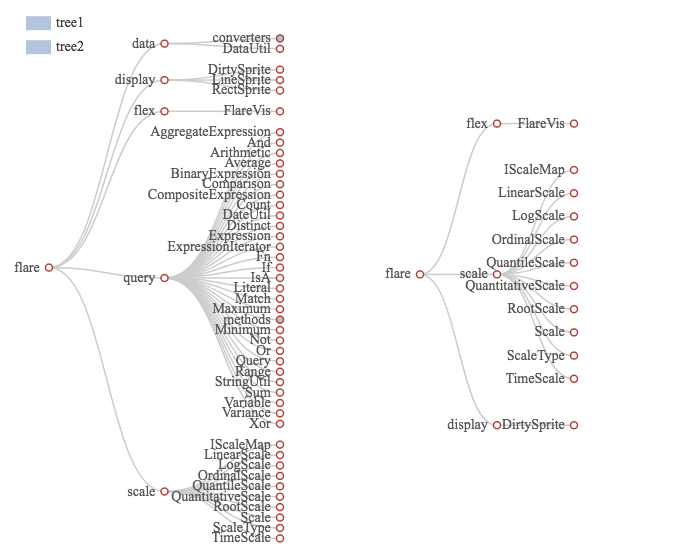 tree1
tree2
flare
data
converters
DataUtil
display
DirtySprite
LineSprite
RectSprite
flex
FlareVis
query
AggregateExpression
And
Arithmetic
Average
BinaryExpression
Comparison
CompositeExpression
Count
DateUtil
Distinct
Expression
ExpressionIterator
Fn
If
IsA
Literal
Match
Maximum
methods
Minimum
Not
Or
Query
Range
StringUtil
Sum
Variable
Variance
Xor
scale
IScaleMap
LinearScale
LogScale
OrdinalScale
QuantileScale
QuantitativeScale
RootScale
Scale
ScaleType
TimeScale
flare
flex
FlareVis
scale
IScaleMap
LinearScale
LogScale
OrdinalScale
QuantileScale
QuantitativeScale
RootScale
Scale
ScaleType
TimeScale
display
DirtySprite